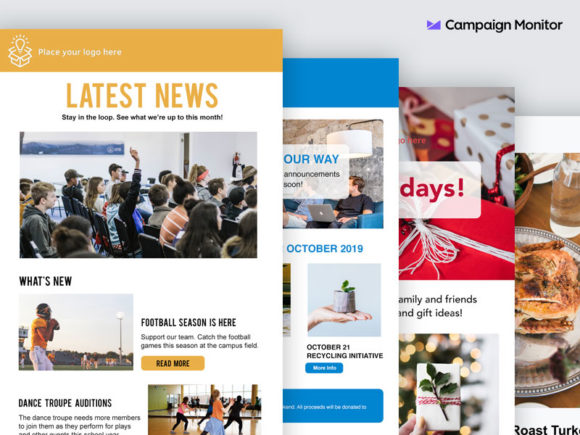 Campaign Monitor
Place your logo here
LATEST NEWS
Stay in the loop. See what we're up to this month!
WHAT'S NEW
FOOTBALL SEASON IS HERE
Support our team. Catch the football
games this season at the campus field.
READ MORE
DANCE TROUPE AUDITIONS
The dance troupe needs more members
to join them as they perform for plays
and other events this school year.
OUR WAY
announcements
soon!
OCTOBER 2019
OCTOBER 21
RECYCLING INITIATIVE
More Info
All proceeds will be donated to
here
days!
family and friends
and gift ideas!
Roast Turk